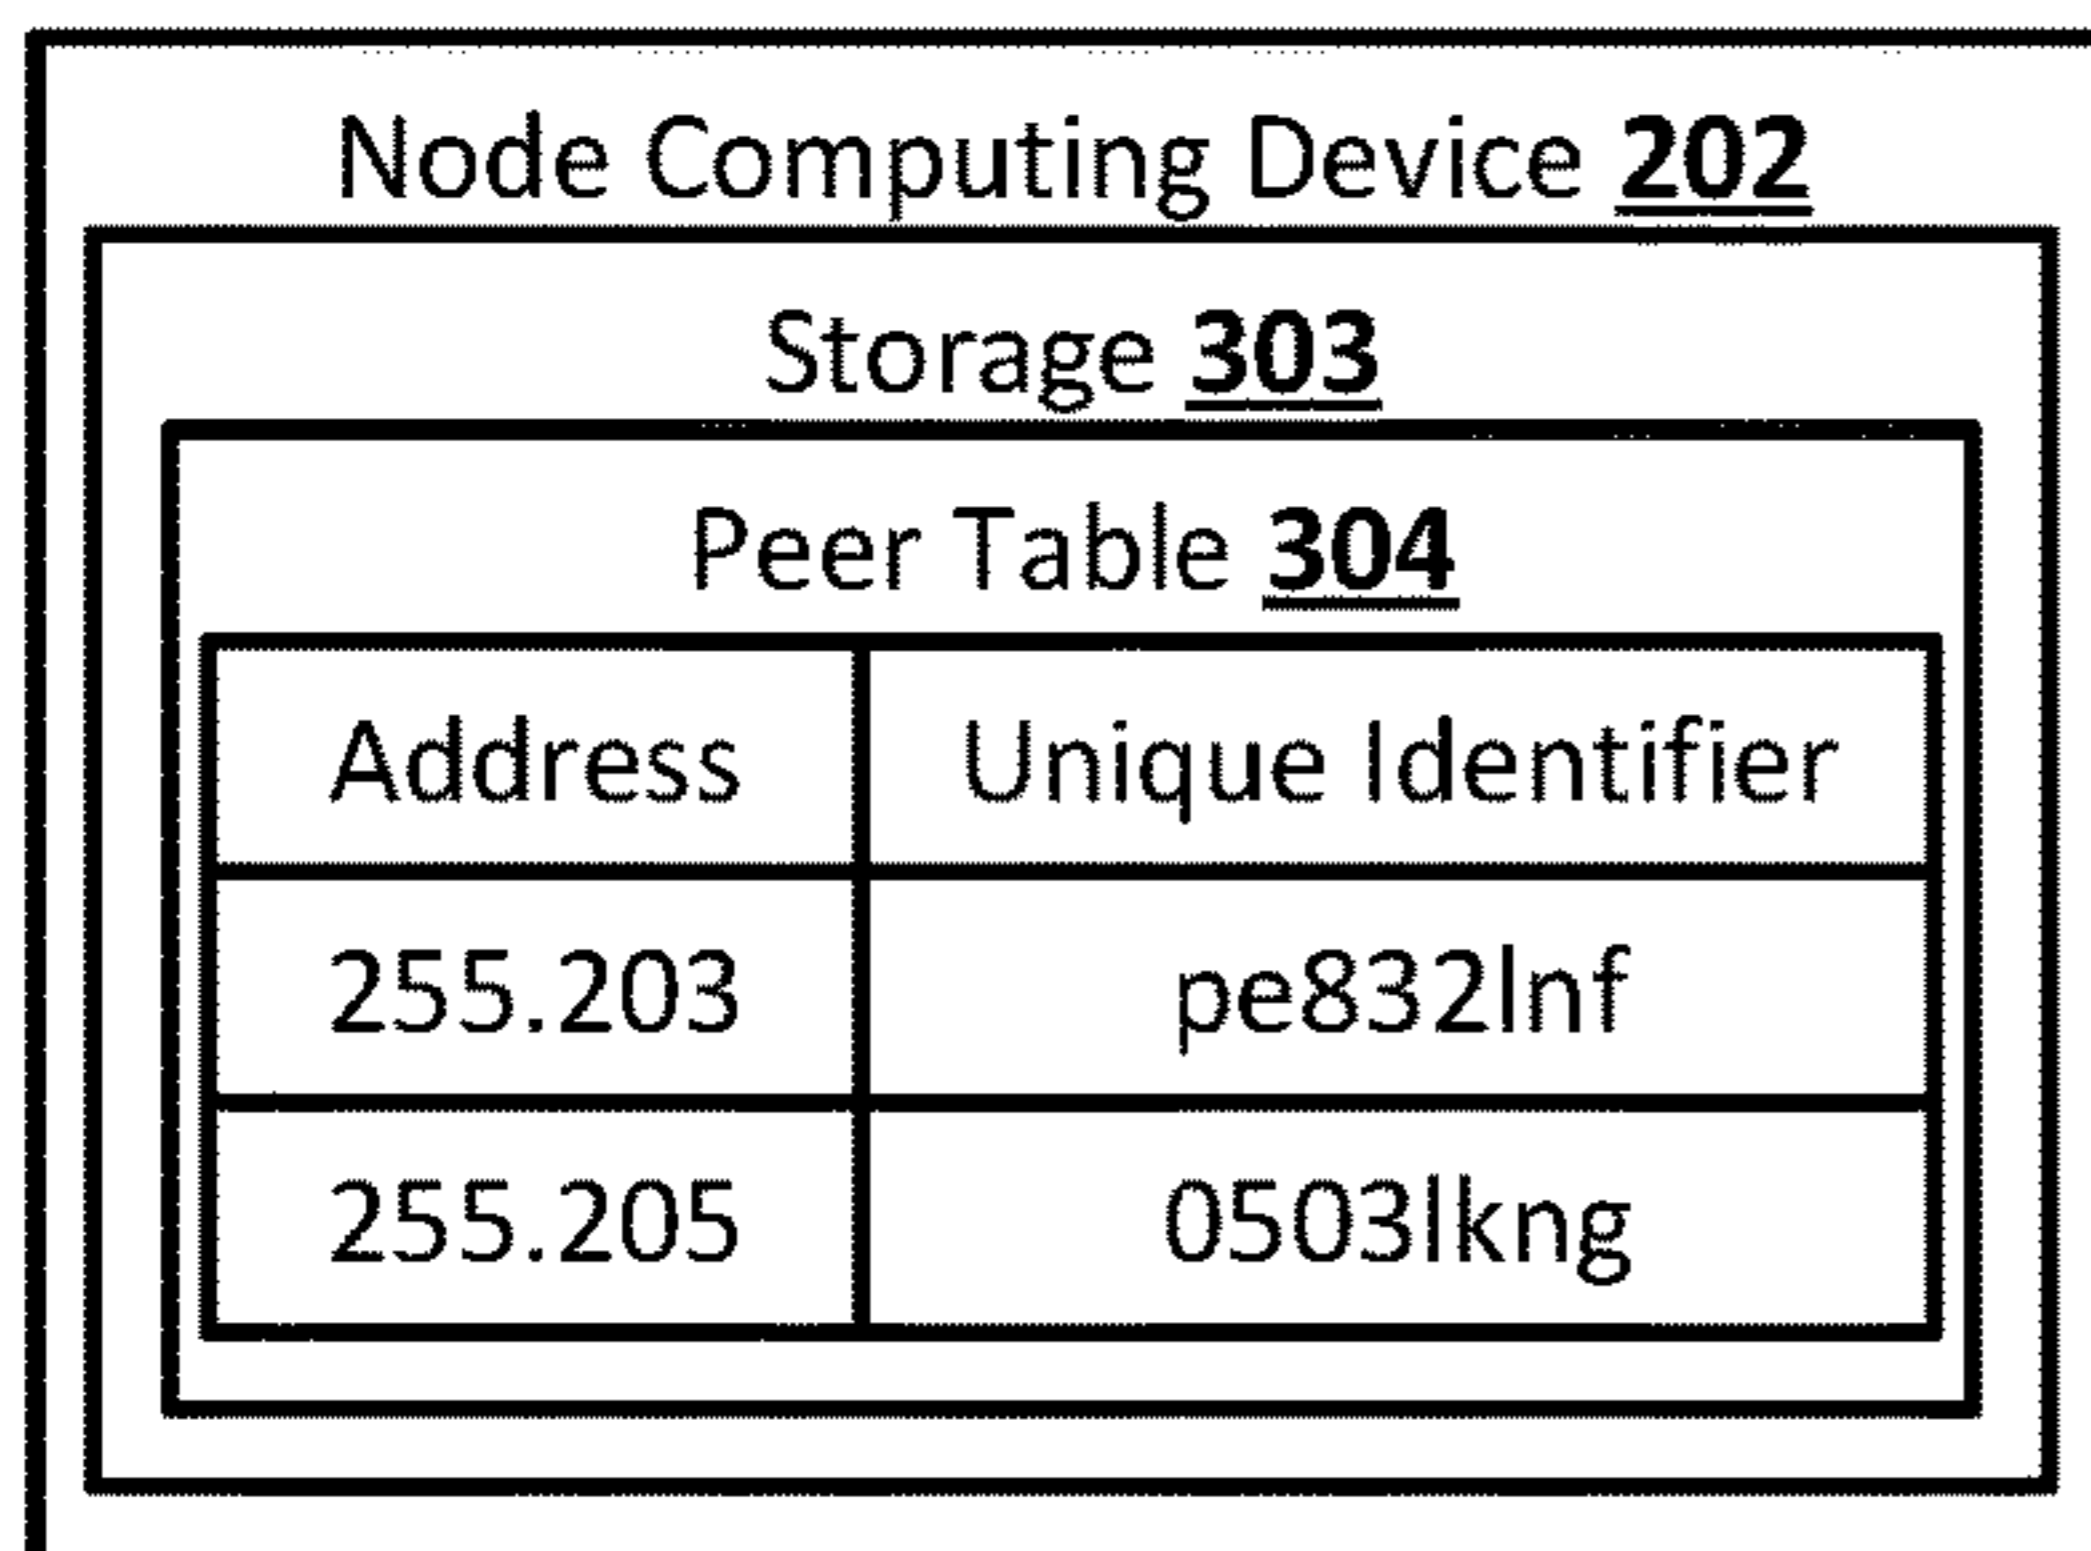 Node Computing Device 202
Storage 303
Peer Table 304
Address Unique Identifier
255.203 pe832lnf
255.205 0503lkng